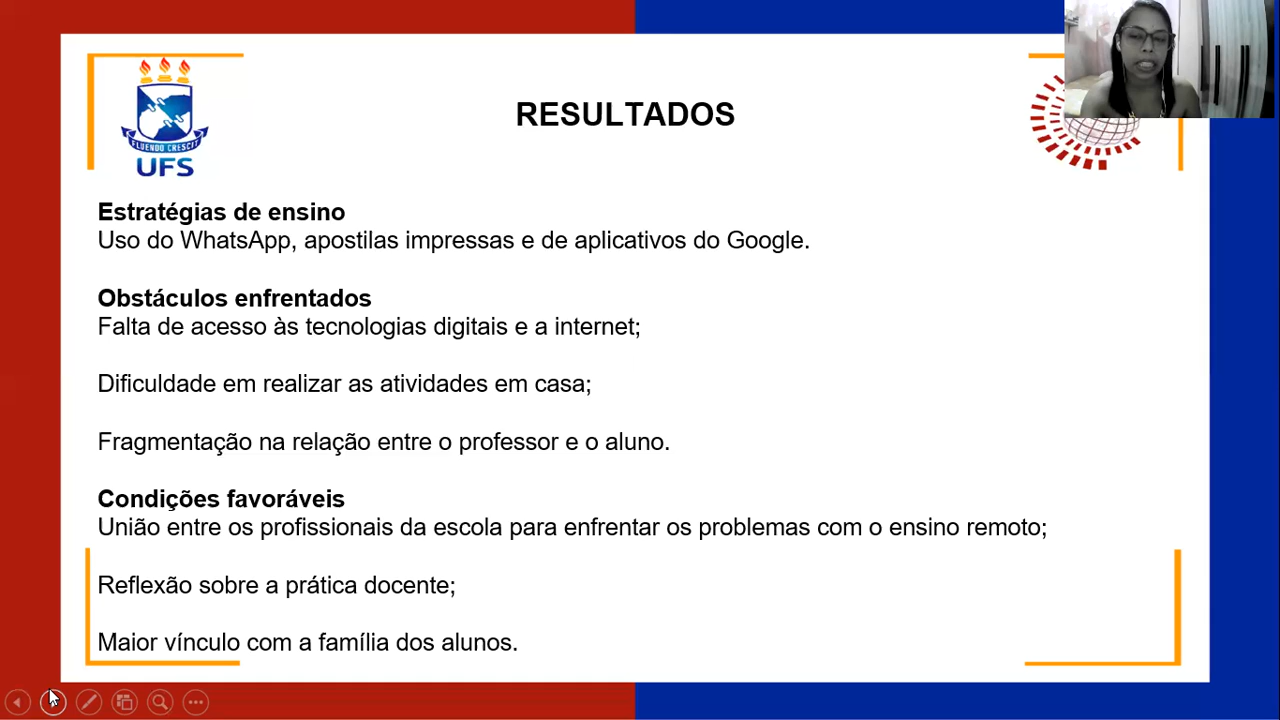 RESULTADOS
FLUENDO CRESCIT
UFS
Estratégias de ensino
Uso do WhatsApp, apostilas impressas e de aplicativos do Google.
Obstáculos enfrentados
Falta de acesso às tecnologias digitais e a internet;
Dificuldade em realizar as atividades em casa;
Fragmentação na relação entre o professor e o aluno.
Condições favoráveis
União entre os profissionais da escola para enfrentar os problemas com o ensino remoto;
Reflexão sobre a prática docente;
Maior vínculo com a família dos alunos.